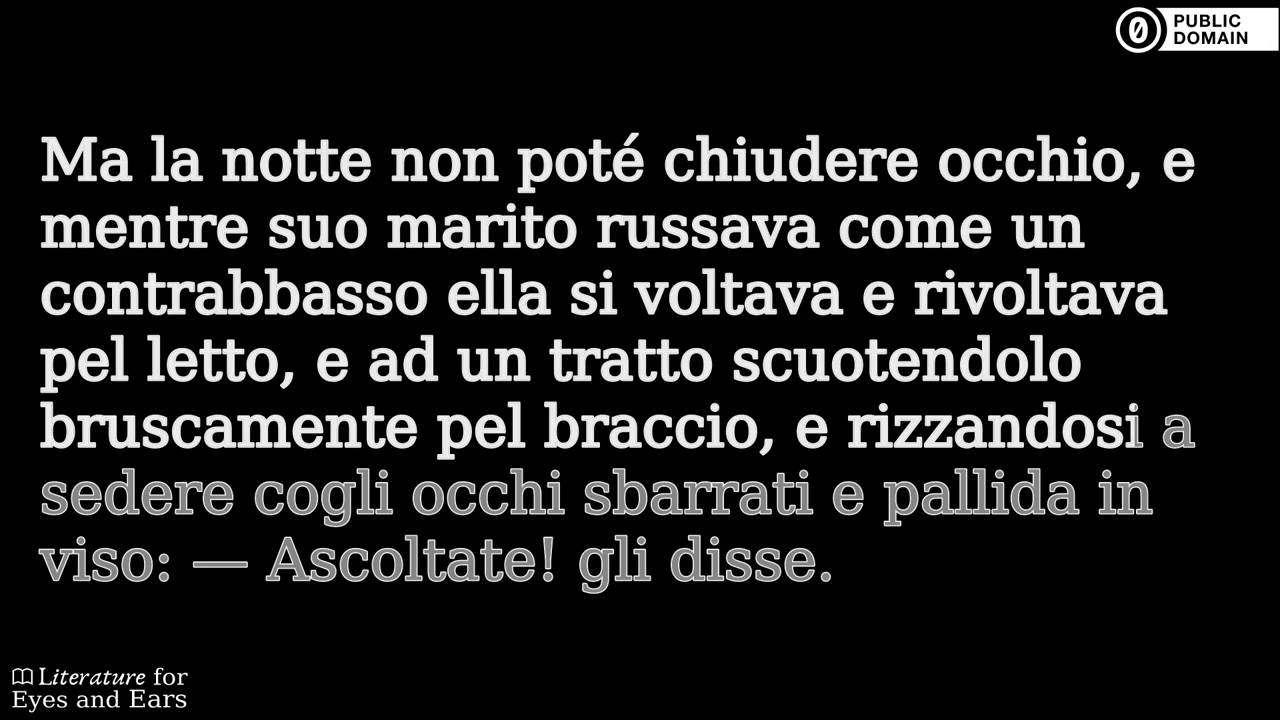 PUBLIC
DOMAIN
Ma la notte non poté chiudere occhio, e
mentre suo marito russava come un
contrabbasso ella si voltava e rivoltava
pel letto, e ad un tratto scuotendolo
bruscamente pel braccio, e rizzandosi a
sedere cogli occhi sbarrati e pallida in
viso: — Ascoltate! gli disse.
Literature for
Eyes and Ears